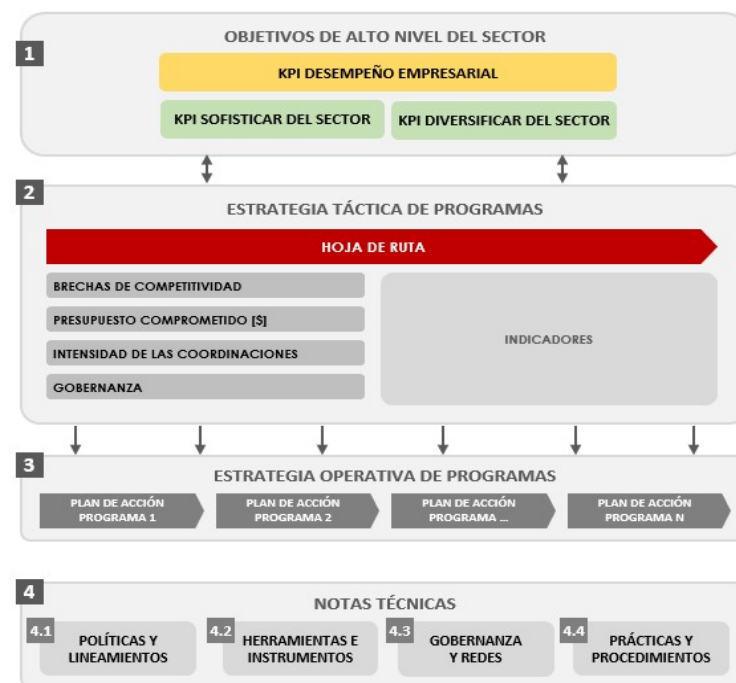 1
OBJETIVOS DE ALTO NIVEL DEL SECTOR
KPI DESEMPEÑO EMPRESARIAL
KPI SOFISTICAR DEL SECTOR
KPI DIVERSIFICAR DEL SECTOR
2
ESTRATEGIA TÁCTICA DE PROGRAMAS
HOJA DE RUTA
BRECHAS DE COMPETITIVIDAD
PRESUPUESTO COMPROMETIDO [$]
INTENSIDAD DE LAS COORDINACIONES
GOBERNANZA
INDICADORES
3
ESTRATEGIA OPERATIVA DE PROGRAMAS
PLAN DE ACCIÓN
PROGRAMA 1
PLAN DE ACCIÓN
PROGRAMA 2
PLAN DE ACCIÓN
PROGRAMA ...
PLAN DE ACCIÓN
PROGRAMA N
4
NOTAS TÉCNICAS
4.1
POLÍTICAS Y
LINEAMIENTOS
4.2
HERRAMIENTAS E
INSTRUMENTOS
4.3
GOBERNANZA
Y REDES
4.4
PRÁCTICAS Y
PROCEDIMIENTOS